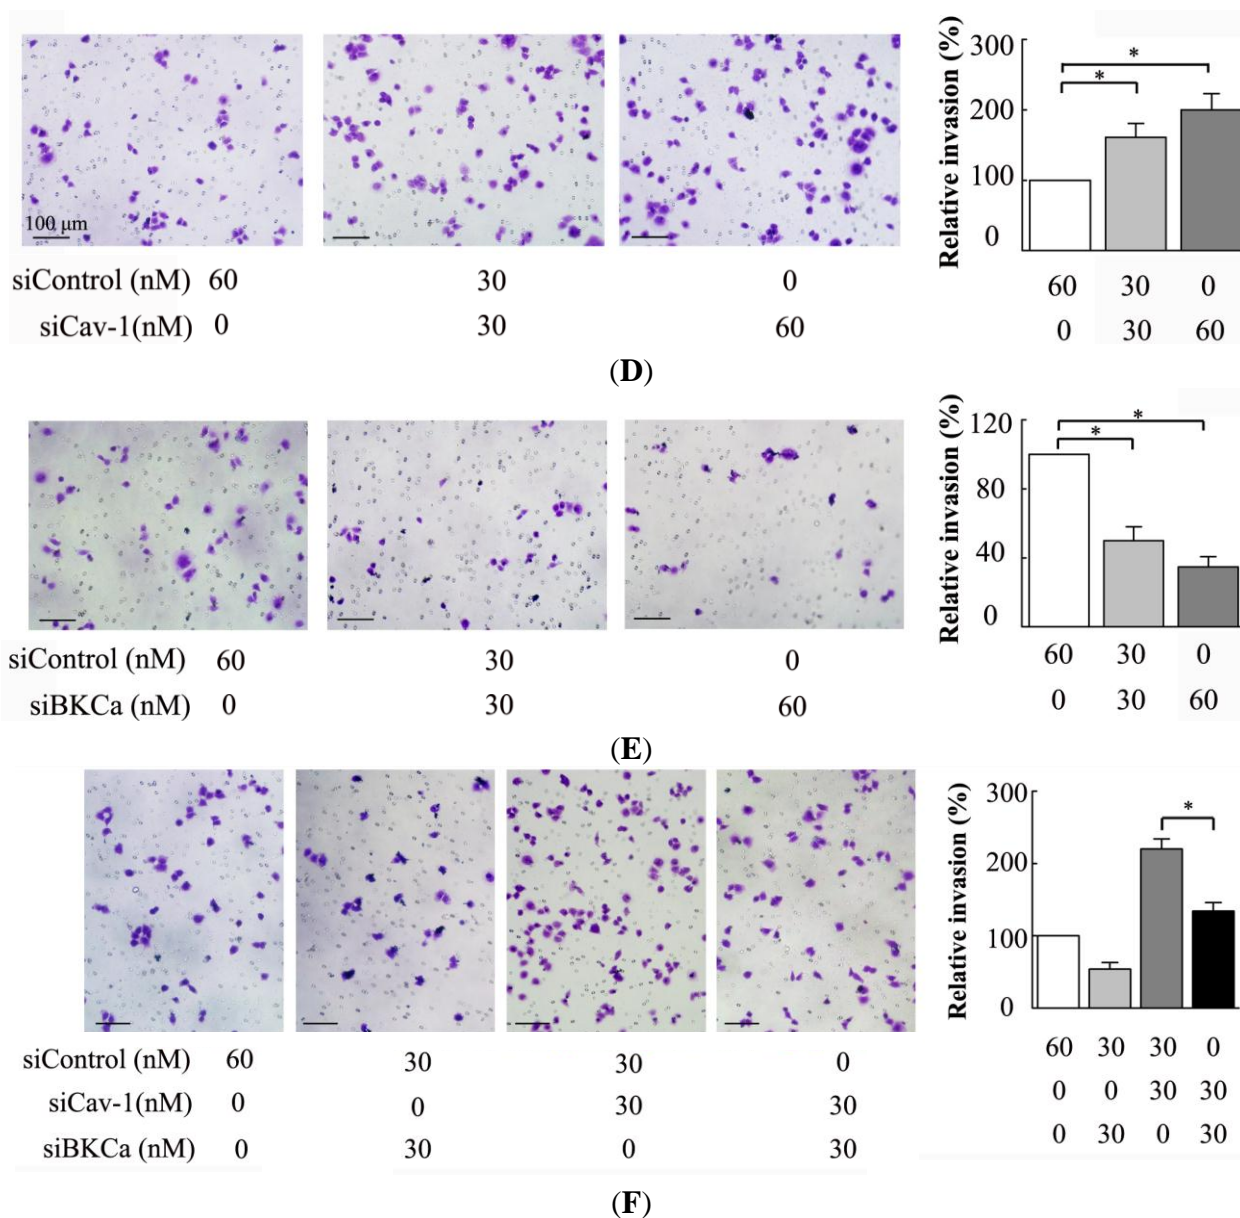 100 μm
siControl (nM) 60 30 0
siCav-1(nM) 0 30 60
Relative invasion (%)
300
200
100
0
*
*
60 30 0
0 30 60
(D)
siControl (nM) 60 30 0
siBKCa (nM) 0 30 60
Relative invasion (%)
120
80
40
0
*
*
60 30 0
0 30 60
(E)
siControl (nM) 60 30 30 0
siCav-1(nM) 0 0 30 30
siBKCa (nM) 0 30 0 30
Relative invasion (%)
300
200
100
0
*
60 30 30 0
0 0 30 30
0 30 0 30
(F)